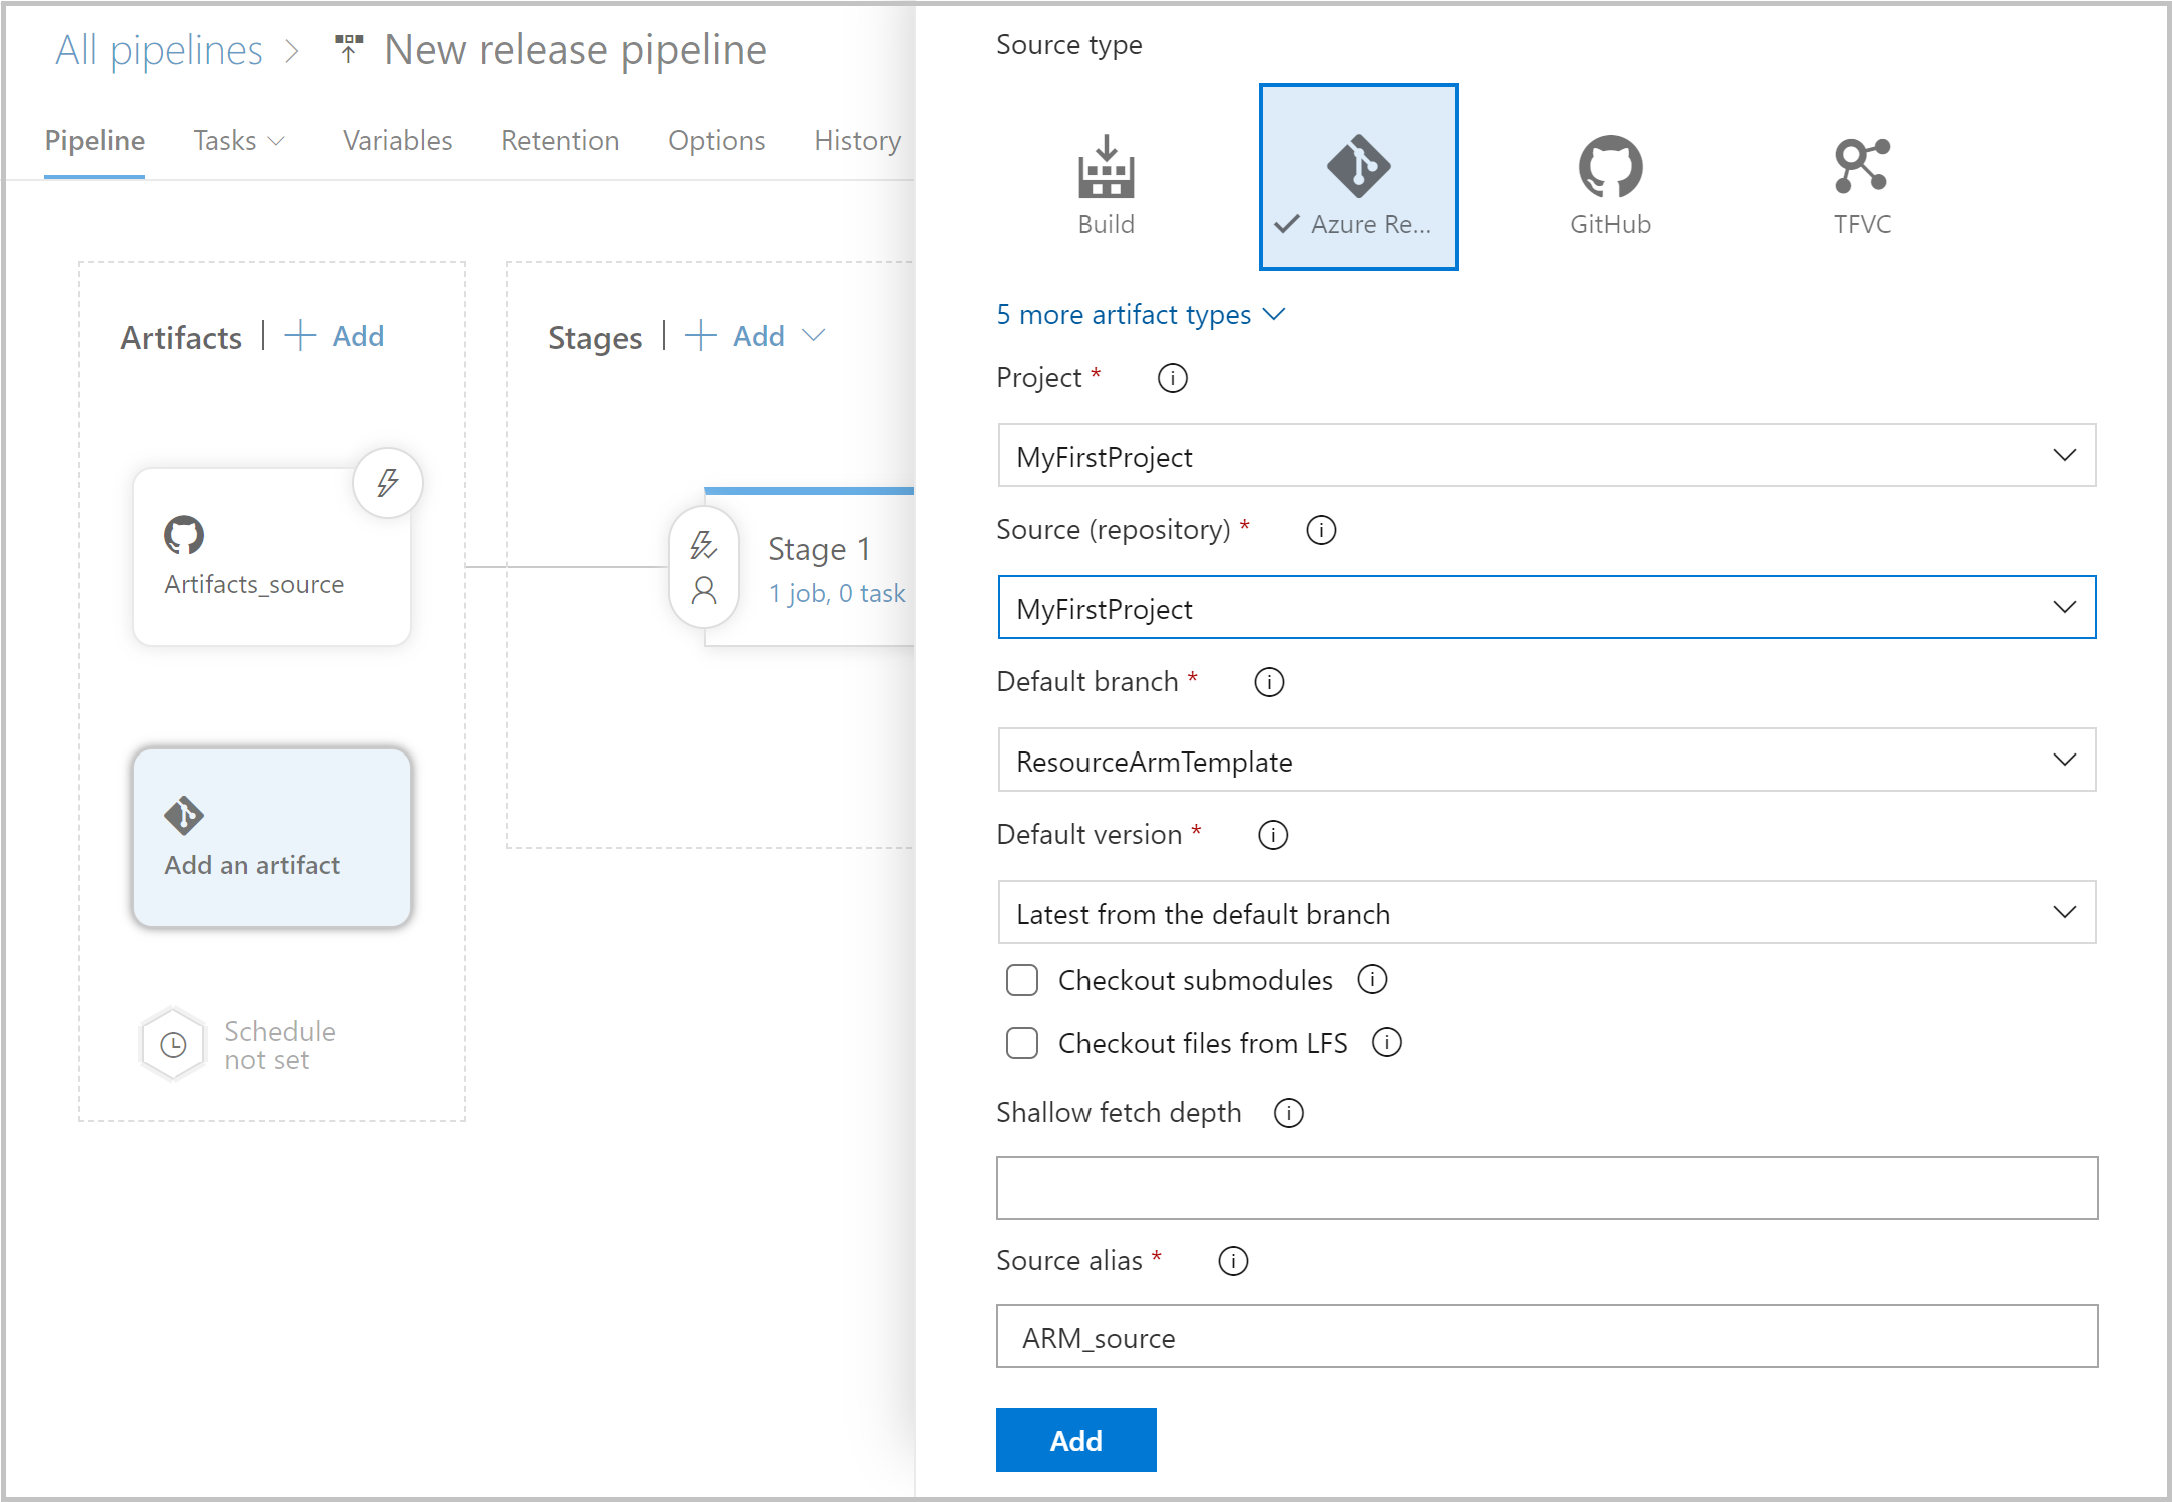 All pipelines
New release pipeline
Pipeline
Tasks
Variables
Retention
Options
History
Artifacts
Add
Stages
Add
Artifacts_source
Stage 1
1 job, 0 task
Add an artifact
Schedule
not set
Source type
Build
Azure Re...
GitHub
TFVC
5 more artifact types
Project *
MyFirstProject
Source (repository) *
MyFirstProject
Default branch *
ResourceArmTemplate
Default version *
Latest from the default branch
Checkout submodules
Checkout files from LFS
Shallow fetch depth
Source alias *
ARM_source
Add